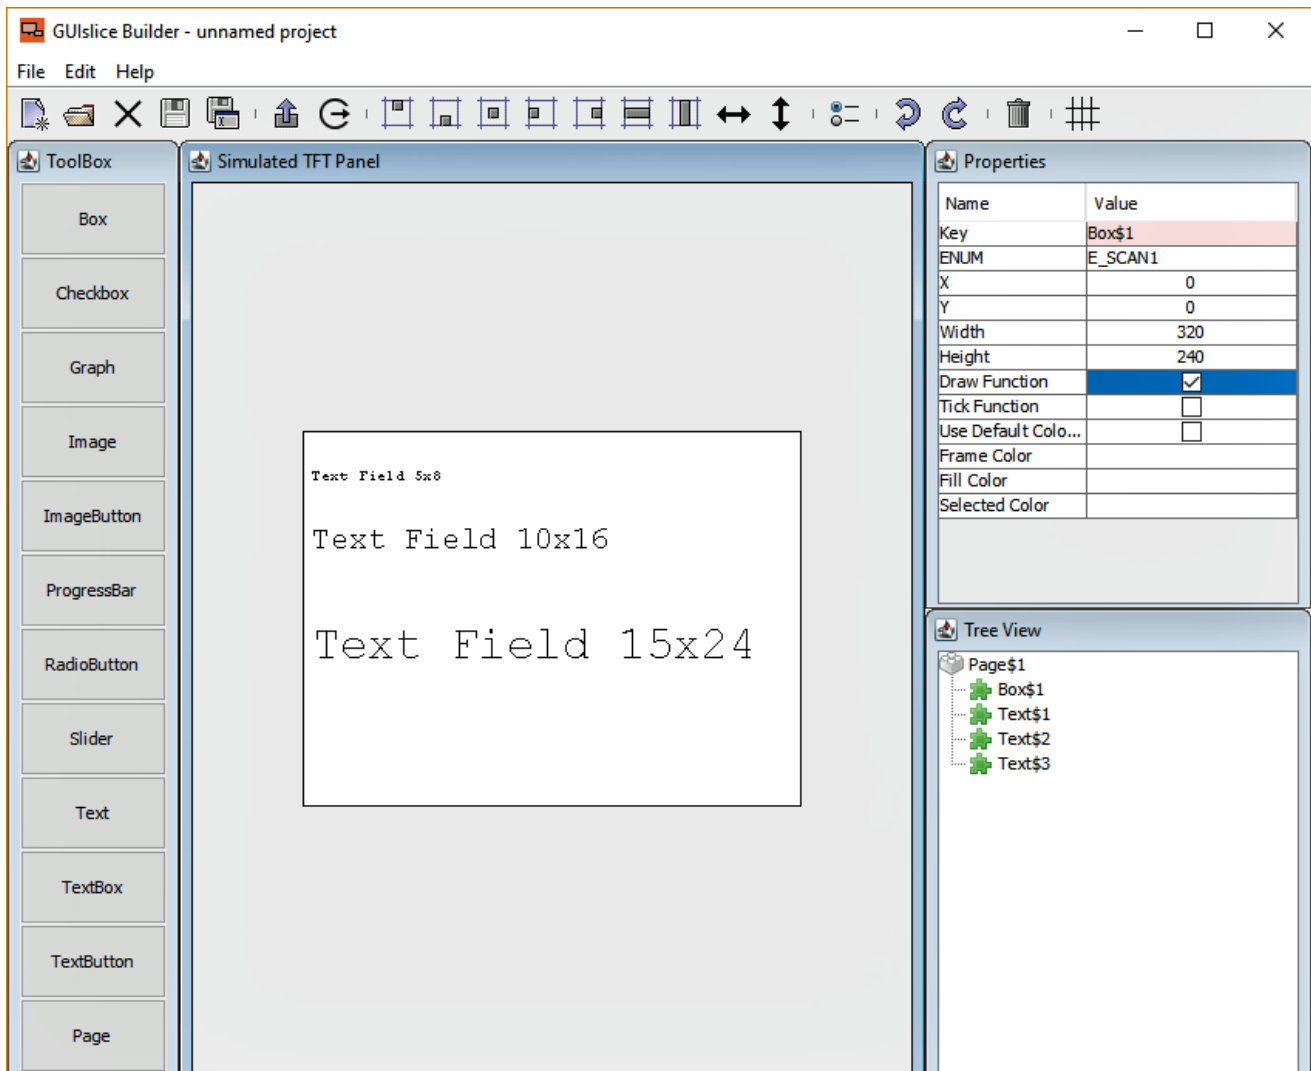 GUIslice Builder - unnamed project
File Edit Help
ToolBox
Box
Checkbox
Graph
Image
ImageButton
ProgressBar
RadioButton
Slider
Text
TextBox
TextButton
Page
Simulated TFT Panel
Text Field 5x8
Text Field 10x16
Text Field 15x24
Properties
Name Value
Key Box$1
ENUM E_SCAN1
X 0
Y 0
Width 320
Height 240
Draw Function
Tick Function
Use Default Colo...
Frame Color
Fill Color
Selected Color
Tree View
Page$1
Box$1
Text$1
Text$2
Text$3